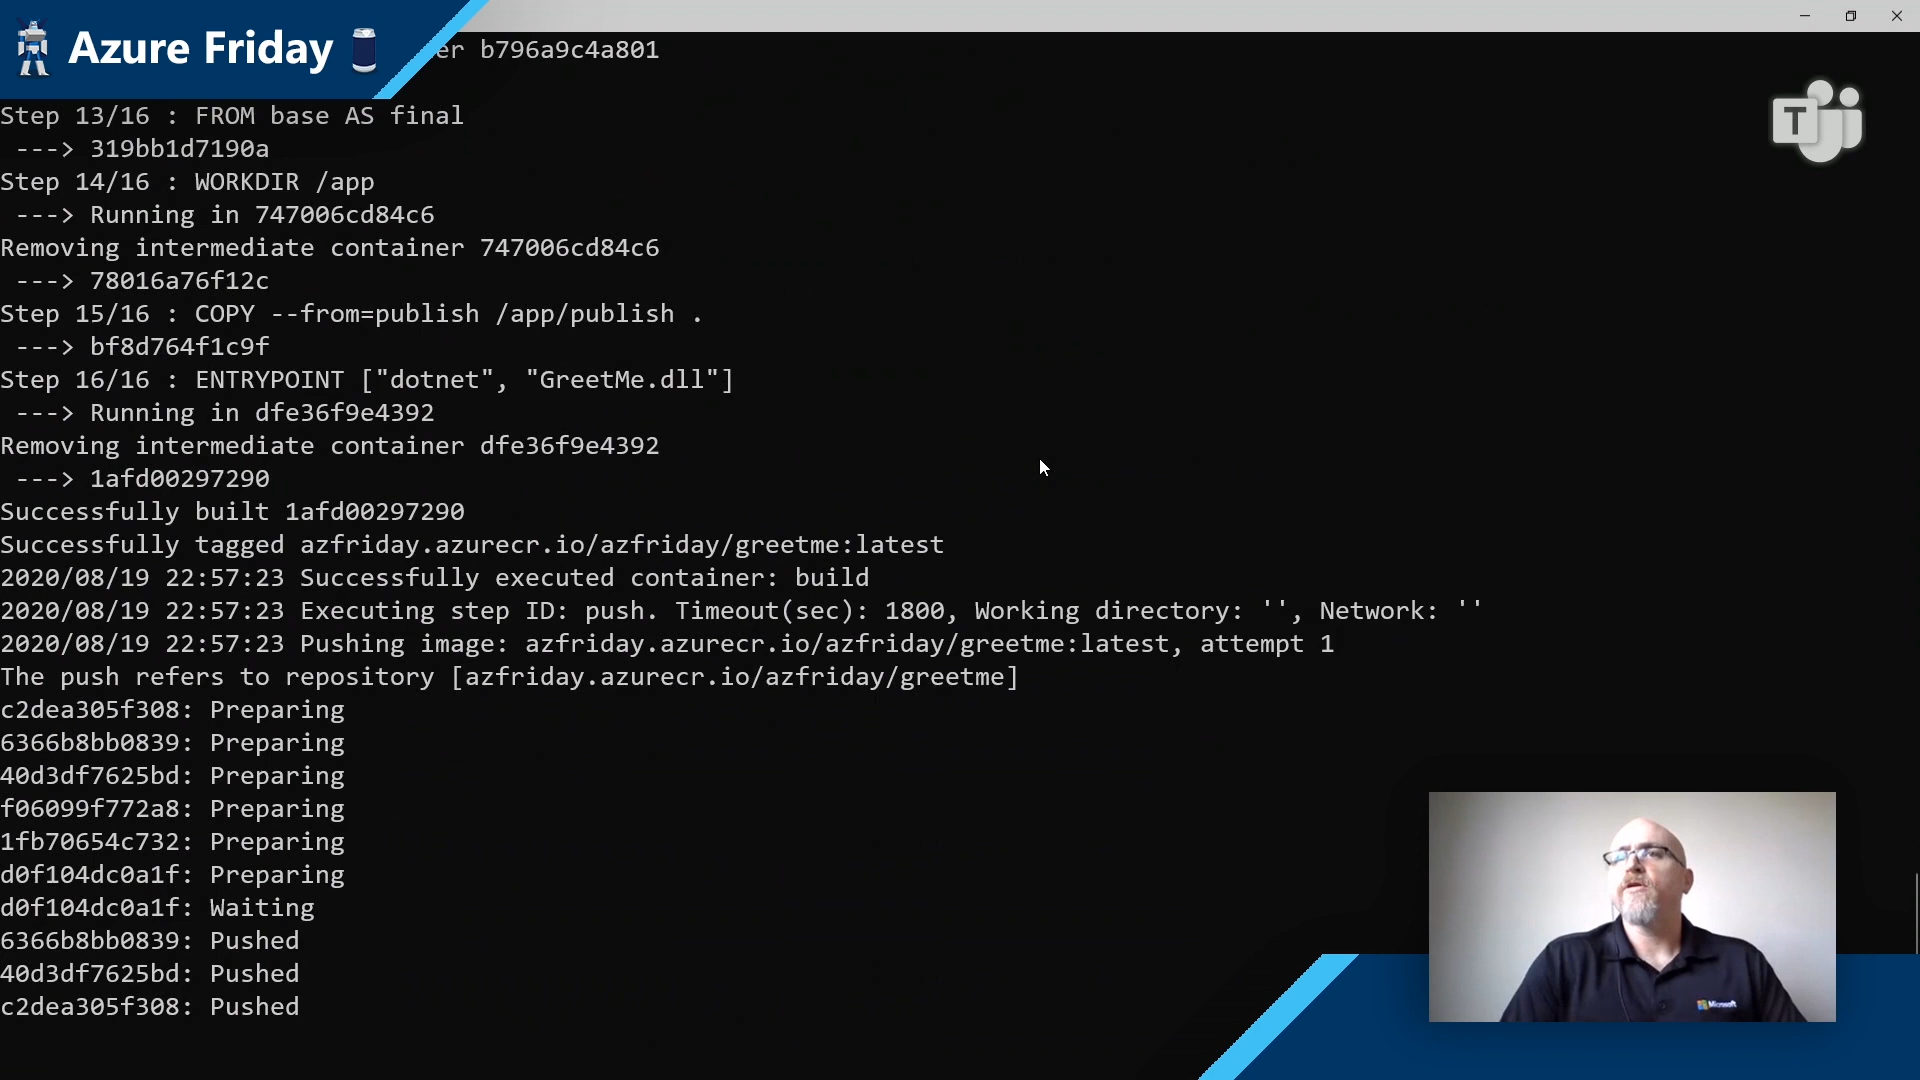 Azure Friday
er b796a9c4a801
Step 13/16 : FROM base AS final
 ---> 319bb1d7190a
Step 14/16 : WORKDIR /app
 ---> Running in 747006cd84c6
Removing intermediate container 747006cd84c6
 ---> 78016a76f12c
Step 15/16 : COPY --from=publish /app/publish .
 ---> bf8d764f1c9f
Step 16/16 : ENTRYPOINT ["dotnet", "GreetMe.dll"]
 ---> Running in dfe36f9e4392
Removing intermediate container dfe36f9e4392
 ---> 1afd00297290
Successfully built 1afd00297290
Successfully tagged azfriday.azurecr.io/azfriday/greetme:latest
2020/08/19 22:57:23 Successfully executed container: build
2020/08/19 22:57:23 Executing step ID: push. Timeout(sec): 1800, Working directory: '', Network: ''
2020/08/19 22:57:23 Pushing image: azfriday.azurecr.io/azfriday/greetme:latest, attempt 1
The push refers to repository [azfriday.azurecr.io/azfriday/greetme]
c2dea305f308: Preparing
6366b8bb0839: Preparing
40d3df7625bd: Preparing
f06099f772a8: Preparing
1fb70654c732: Preparing
d0f104dc0a1f: Preparing
d0f104dc0a1f: Waiting
6366b8bb0839: Pushed
40d3df7625bd: Pushed
c2dea305f308: Pushed
T
Microsoft